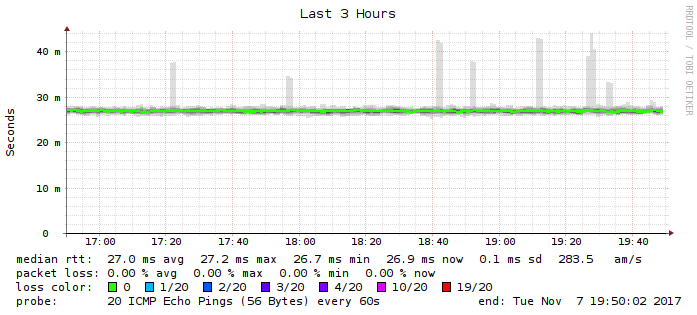 Last 3 Hours
RRDTOOL / TOBI OETIKER
Seconds
40 m
30 m
20 m
10 m
0
17:00 17:20 17:40 18:00 18:20 18:40 19:00 19:20 19:40
median rtt: 27.0 ms avg 27.2 ms max 26.7 ms min 26.9 ms now 0.1 ms sd 283.5 am/s
packet loss: 0.00 % avg 0.00 % max 0.00 % min 0.00 % now
loss color: 0 1/20 2/20 3/20 4/20 10/20 19/20
probe: 20 ICMP Echo Pings (56 Bytes) every 60s end: Tue Nov 7 19:50:02 2017